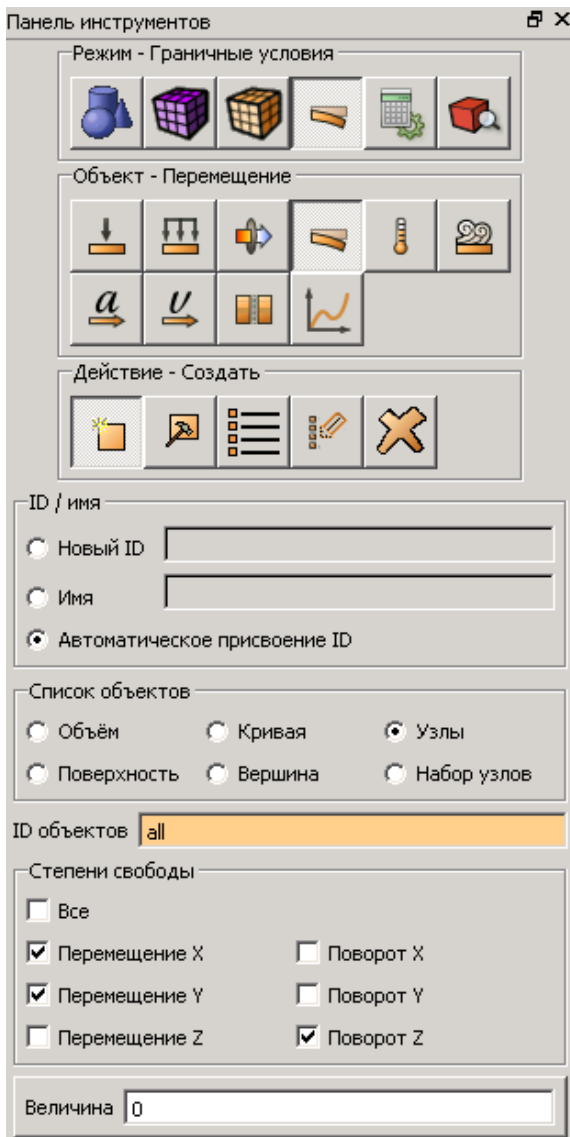 Панель инструментов
Режим - Граничные условия
Объект - Перемещение
a v
Действие - Создать
ID / имя
Новый ID
Имя
Автоматическое присвоение ID
Список объектов
Объём Кривая Узлы
Поверхность Вершина Набор узлов
ID объектов all
Степени свободы
Все
Перемещение X Поворот X
Перемещение Y Поворот Y
Перемещение Z Поворот Z
Величина 0